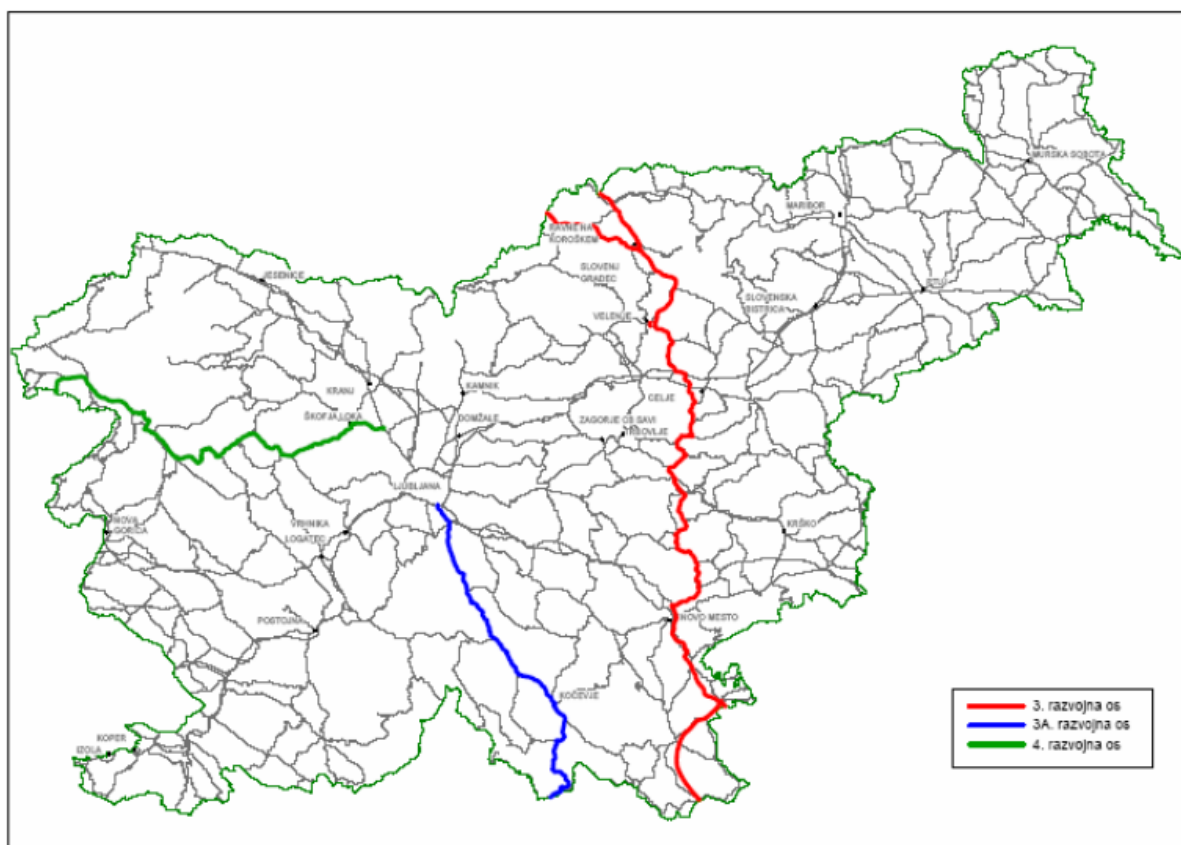 MURSKA SOBOTA
MARIBOR
RAVNE NA
KOROŠKEM
SLOVENJ
GRADEC
JESENICE
SLOVENSKA
BISTRICA
VELENJE
KRANJ
KAMNIK
CELJE
ŠKOFJA LOKA
DOMŽALE
ZAGORJE OB SAVI
TRBOVLJE
LJUBLJANA
NOVA
GORICA
VRHNIKA
LOGATEC
KRŠKO
POSTOJNA
NOVO MESTO
KOČEVJE
KOPER
IZOLA
3. razvojna os
3A. razvojna os
4. razvojna os